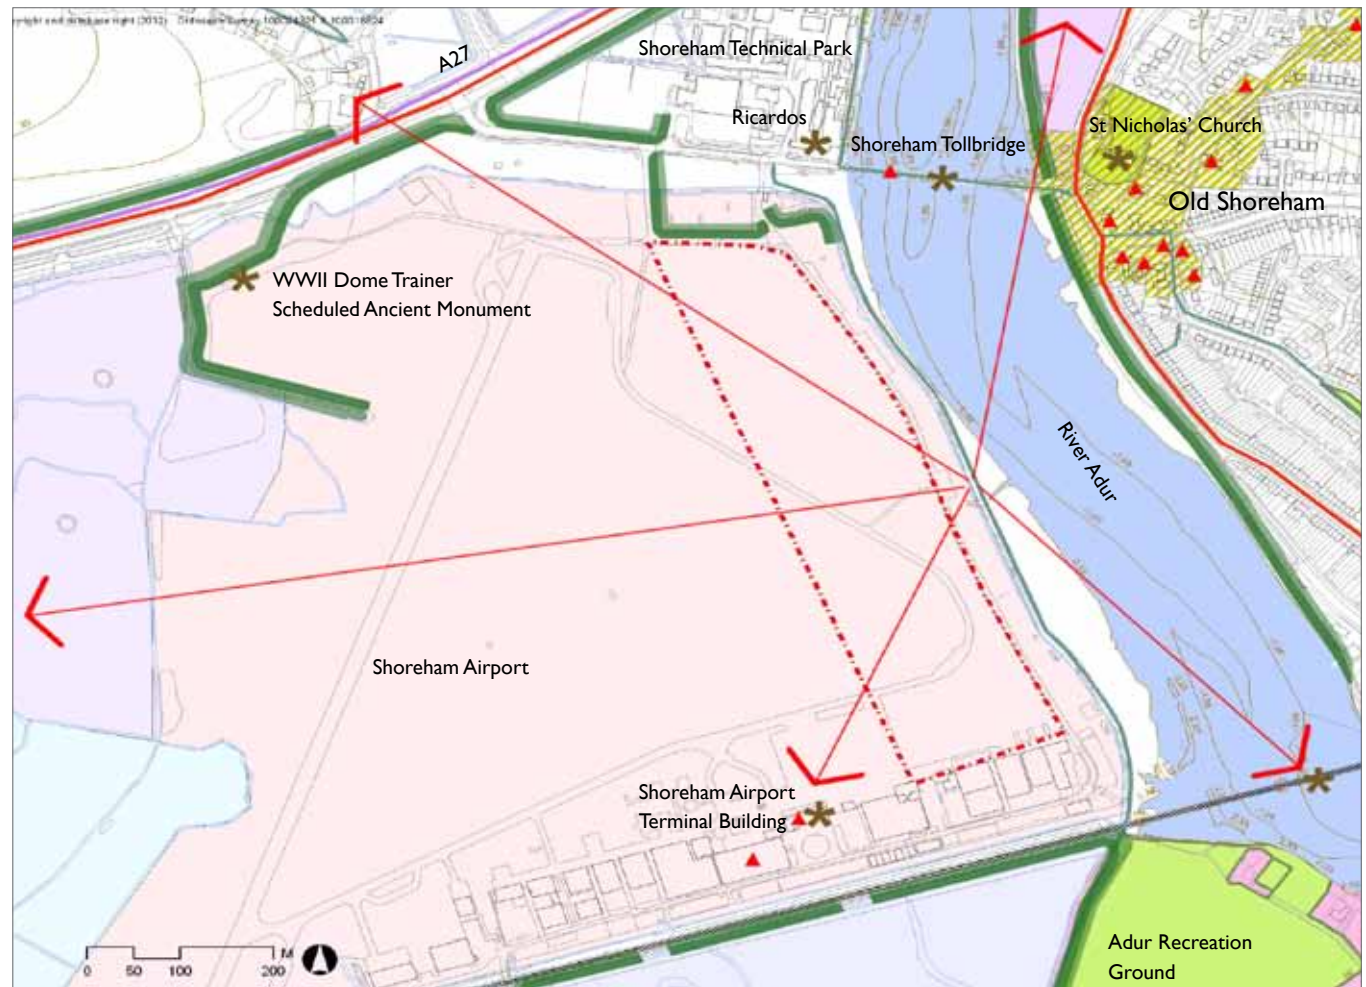 A27
Shoreham Technical Park
Ricardos
Shoreham Tollbridge
St Nicholas' Church
Old Shoreham
WWII Dome Trainer
Scheduled Ancient Monument
River Adur
Shoreham Airport
Shoreham Airport
Terminal Building
Adur Recreation
Ground
M
0 50 100 200